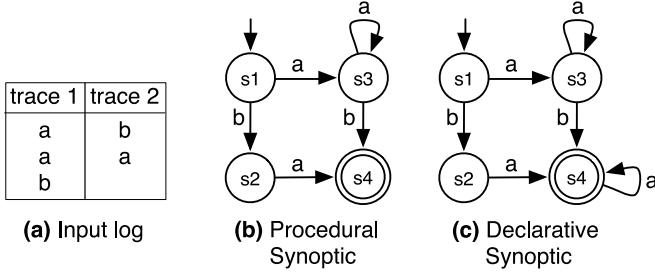 trace 1 trace 2
a b
a a
b
(a) Input log
a
s1 a s3
b b
s2 a s4
(b) Procedural
Synoptic
a
s1 a s3
b b
s2 a s4 a
(c) Declarative
Synoptic